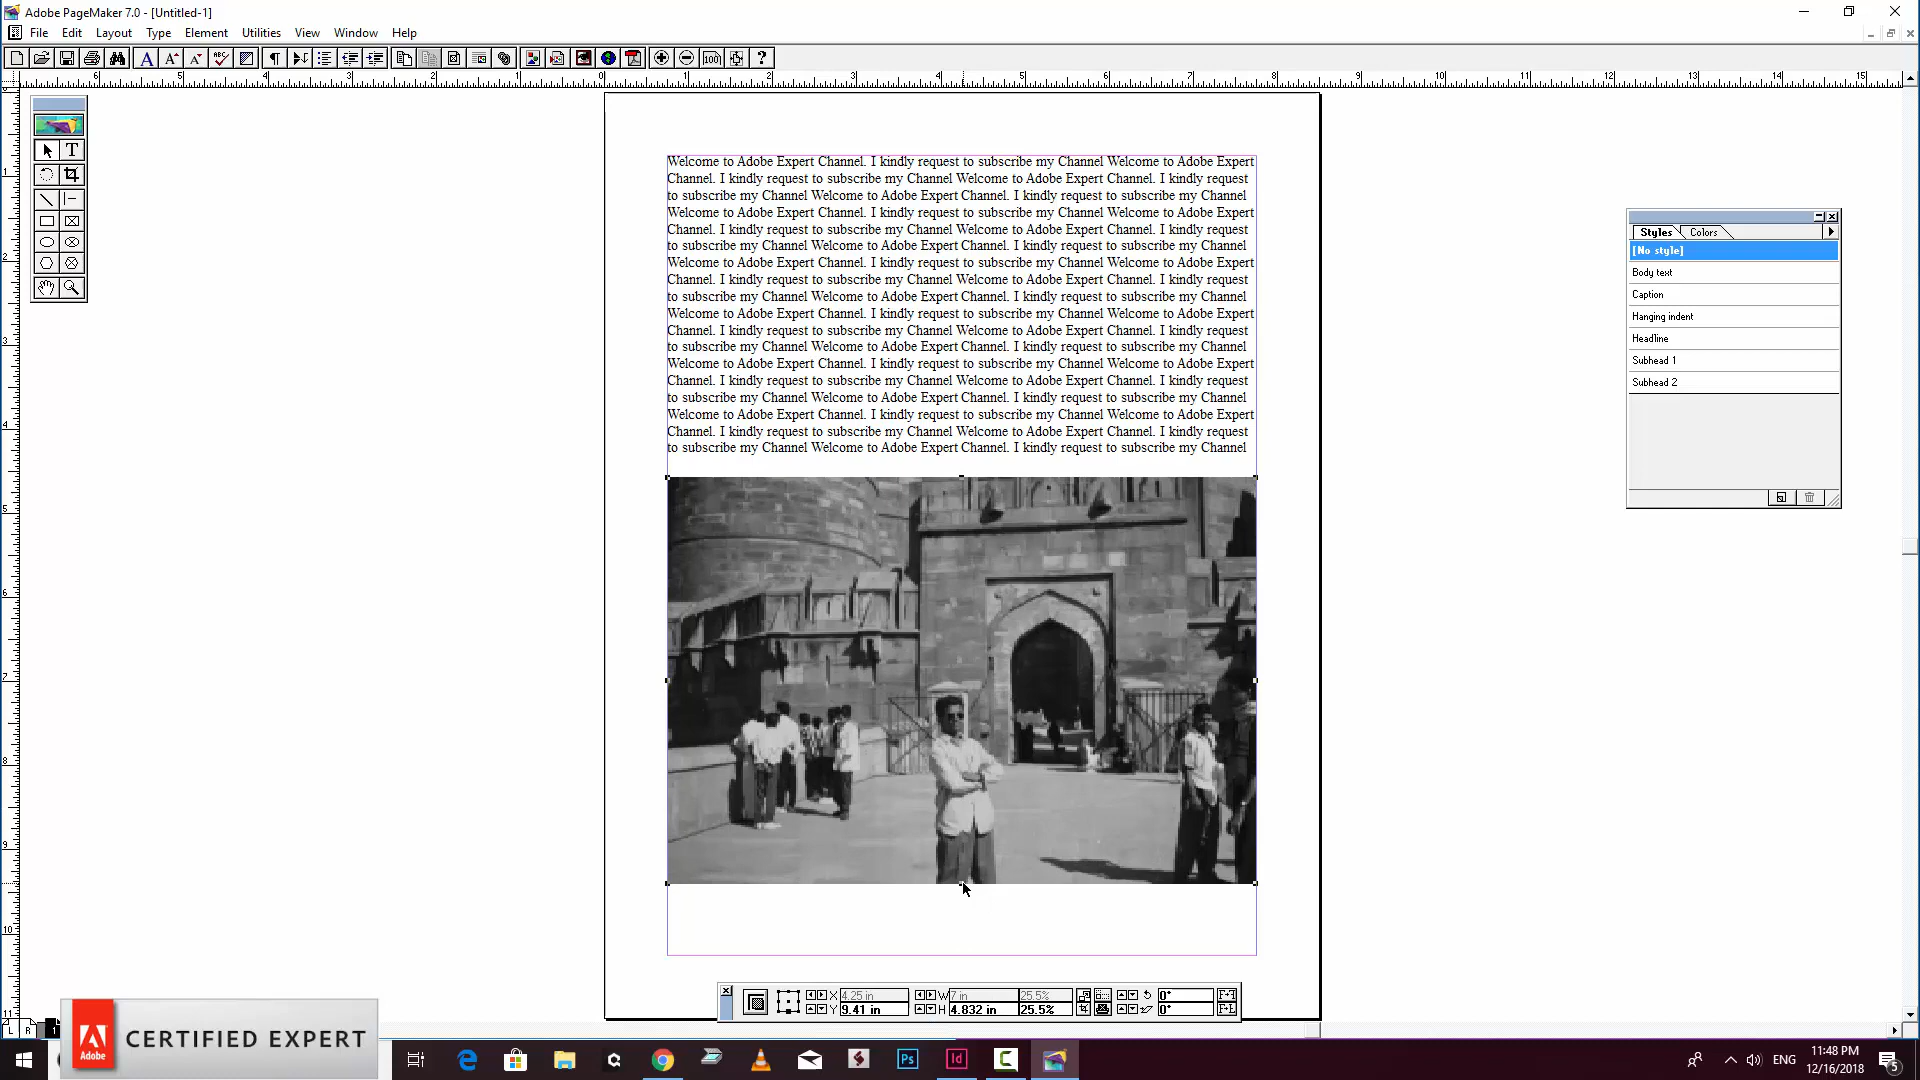 Adobe PageMaker 7.0 - [Untitled-1]
File Edit Layout Type Element Utilities View Window Help
Welcome to Adobe Expert Channel. I kindly request to subscribe my Channel Welcome to Adobe Expert
Channel. I kindly request to subscribe my Channel Welcome to Adobe Expert Channel. I kindly request
to subscribe my Channel Welcome to Adobe Expert Channel. I kindly request to subscribe my Channel
Welcome to Adobe Expert Channel. I kindly request to subscribe my Channel Welcome to Adobe Expert
Channel. I kindly request to subscribe my Channel Welcome to Adobe Expert Channel. I kindly request
to subscribe my Channel Welcome to Adobe Expert Channel. I kindly request to subscribe my Channel
Welcome to Adobe Expert Channel. I kindly request to subscribe my Channel Welcome to Adobe Expert
Channel. I kindly request to subscribe my Channel Welcome to Adobe Expert Channel. I kindly request
to subscribe my Channel Welcome to Adobe Expert Channel. I kindly request to subscribe my Channel
Welcome to Adobe Expert Channel. I kindly request to subscribe my Channel Welcome to Adobe Expert
Channel. I kindly request to subscribe my Channel Welcome to Adobe Expert Channel. I kindly request
to subscribe my Channel Welcome to Adobe Expert Channel. I kindly request to subscribe my Channel
Welcome to Adobe Expert Channel. I kindly request to subscribe my Channel Welcome to Adobe Expert
Channel. I kindly request to subscribe my Channel Welcome to Adobe Expert Channel. I kindly request
to subscribe my Channel Welcome to Adobe Expert Channel. I kindly request to subscribe my Channel
Welcome to Adobe Expert Channel. I kindly request to subscribe my Channel Welcome to Adobe Expert
Channel. I kindly request to subscribe my Channel Welcome to Adobe Expert Channel. I kindly request
to subscribe my Channel Welcome to Adobe Expert Channel. I kindly request to subscribe my Channel
Styles Colors
[No style]
Body text
Caption
Hanging indent
Headline
Subhead 1
Subhead 2
X 4.25 in W 7 in 25.5% 0°
Y 9.41 in H 4.832 in 25.5% 0°
L R 1
Adobe CERTIFIED EXPERT
Ps Id C
ENG 11:48 PM
12/16/2018 5